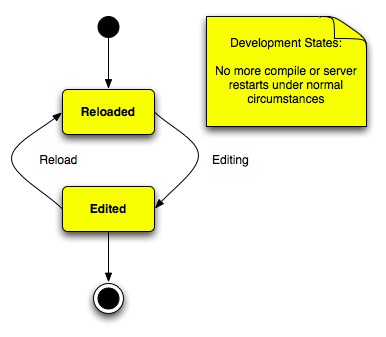 Development States:
No more compile or server
restarts under normal
circumstances
Reloaded
Reload
Editing
Edited